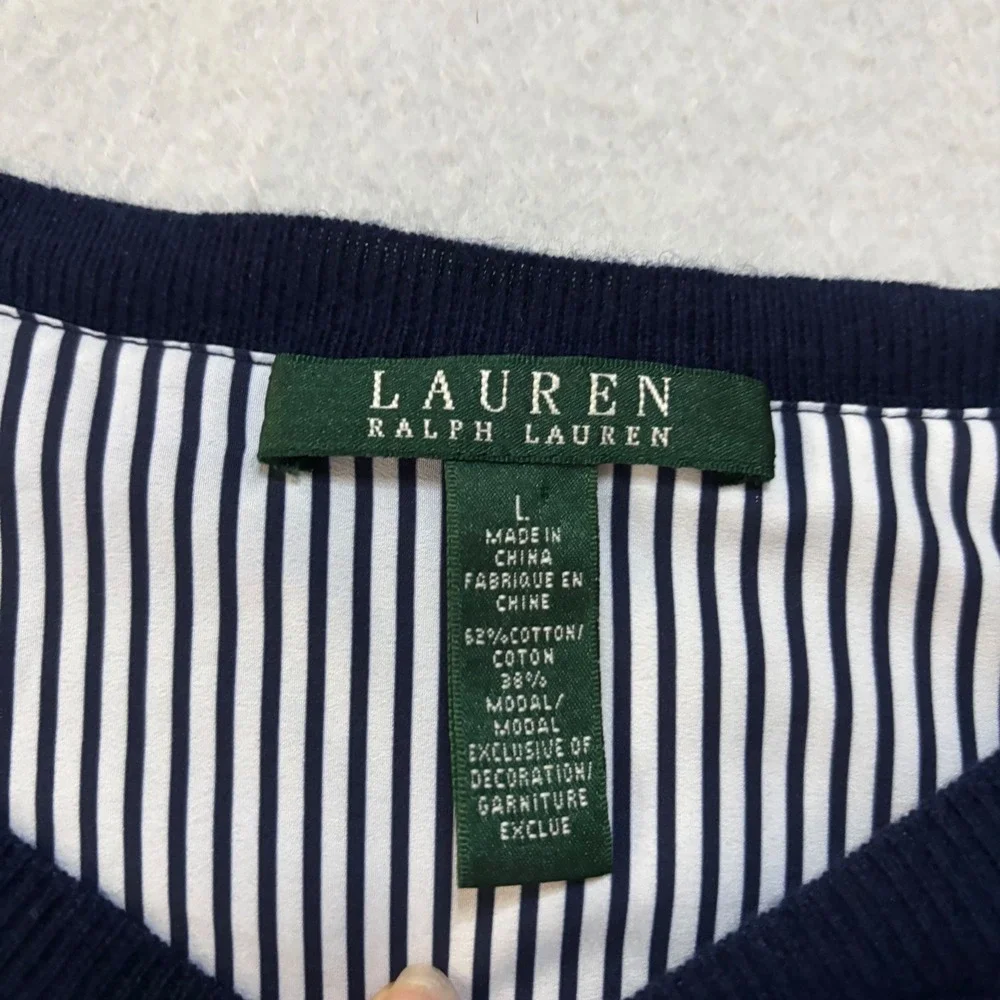 LAUREN
RALPH LAUREN
L
MADE IN
CHINA
FABRIQUE EN
CHINE
62%COTTON/
COTON
38%
MODAL/
MODAL
EXCLUSIVE OF
DECORATION/
GARNITURE
EXCLUE